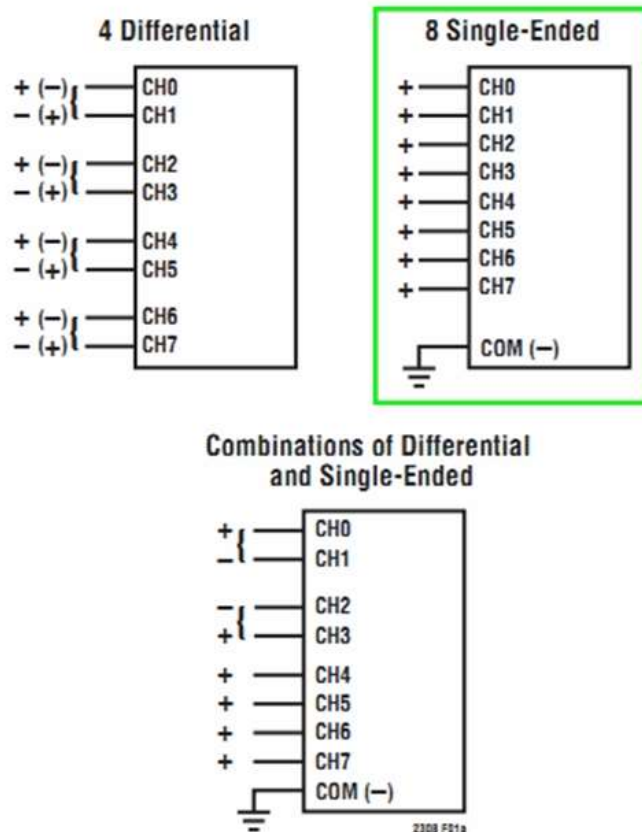 4 Differential
+ (−) { CH0
− (+) CH1
+ (−) { CH2
− (+) CH3
+ (−) { CH4
− (+) CH5
+ (−) { CH6
− (+) CH7
8 Single-Ended
+ CH0
+ CH1
+ CH2
+ CH3
+ CH4
+ CH5
+ CH6
+ CH7
COM (−)
Combinations of Differential
and Single-Ended
+ { CH0
− CH1
− { CH2
+ CH3
+ CH4
+ CH5
+ CH6
+ CH7
COM (−)
2308 F01a